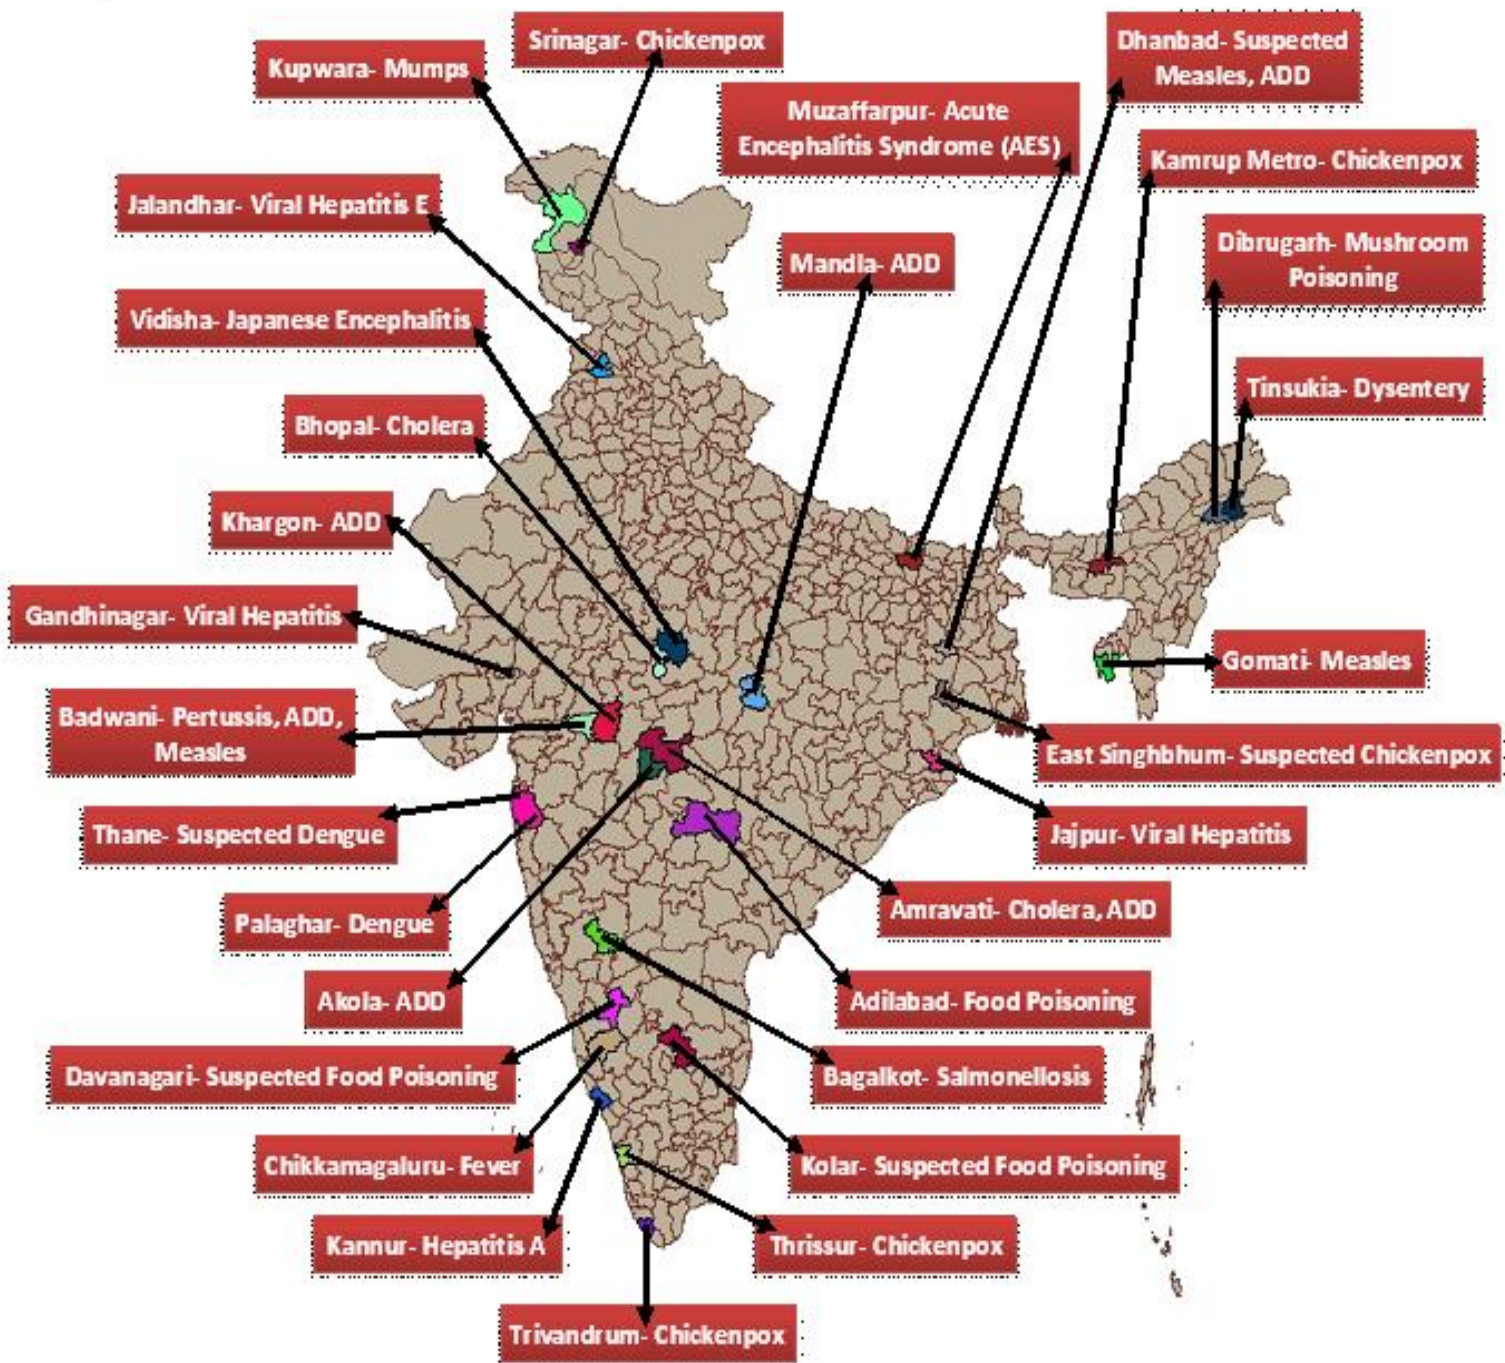 Srinagar- Chickenpox
Kupwara- Mumps
Dhanbad- Suspected
Measles, ADD
Muzaffarpur- Acute
Encephalitis Syndrome (AES)
Kamrup Metro- Chickenpox
Jalandhar- Viral Hepatitis E
Dibrugarh- Mushroom
Poisoning
Mandla- ADD
Vidisha- Japanese Encephalitis
Tinsukia- Dysentery
Bhopal- Cholera
Khargon- ADD
Gandhinagar- Viral Hepatitis
Gomati- Measles
Badwani- Pertussis, ADD,
Measles
East Singhbhum- Suspected Chickenpox
Thane- Suspected Dengue
Jajpur- Viral Hepatitis
Palaghar- Dengue
Amravati- Cholera, ADD
Akola- ADD
Adilabad- Food Poisoning
Davanagari- Suspected Food Poisoning
Bagalkot- Salmonellosis
Chikkamagaluru- Fever
Kolar- Suspected Food Poisoning
Kannur- Hepatitis A
Thrissur- Chickenpox
Trivandrum- Chickenpox